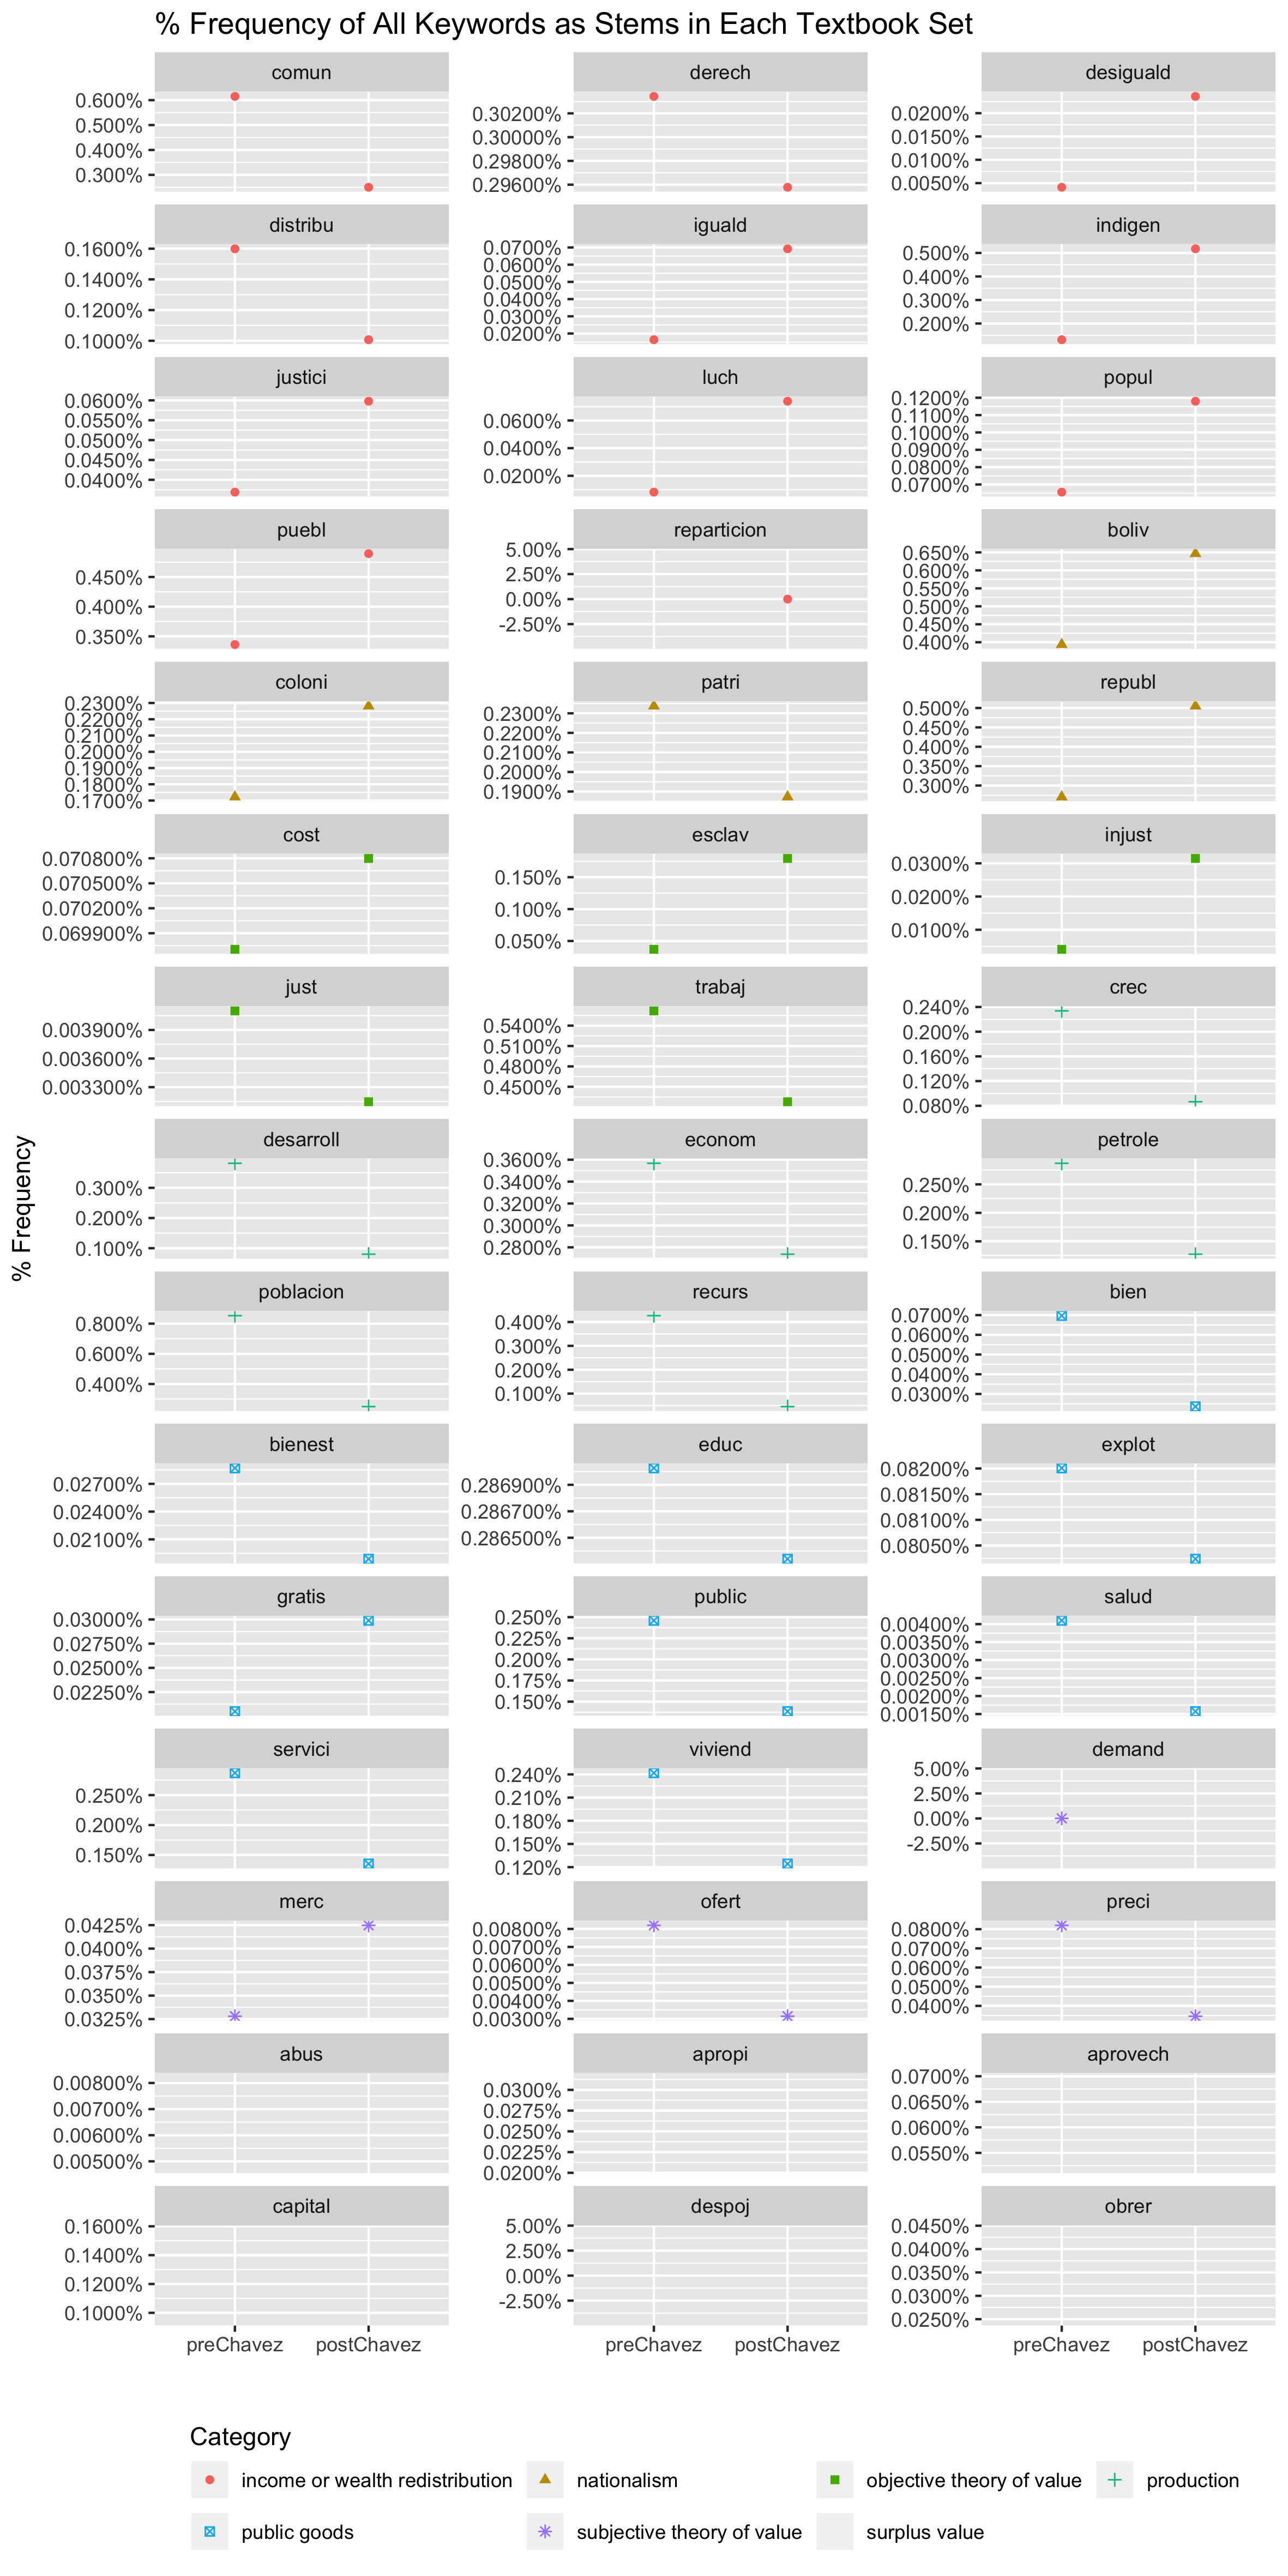 % Frequency of All Keywords as Stems in Each Textbook Set
comun derech desiguald
0.600% 0.500% 0.400% 0.300%
0.30200% 0.30000% 0.29800% 0.29600%
0.0200% 0.0150% 0.0100% 0.0050%
distribu iguald indigen
0.1600% 0.1400% 0.1200% 0.1000%
0.0700% 0.0600% 0.0500% 0.0400% 0.0300% 0.0200%
0.500% 0.400% 0.300% 0.200%
justici luch popul
0.0600% 0.0550% 0.0500% 0.0450% 0.0400%
0.0600% 0.0400% 0.0200%
0.1200% 0.1100% 0.1000% 0.0900% 0.0800% 0.0700%
puebl reparticion boliv
0.450% 0.400% 0.350%
5.00% 2.50% 0.00% -2.50%
0.650% 0.600% 0.550% 0.500% 0.450% 0.400%
coloni patri republ
0.2300% 0.2200% 0.2100% 0.2000% 0.1900% 0.1800% 0.1700%
0.2300% 0.2200% 0.2100% 0.2000% 0.1900%
0.500% 0.450% 0.400% 0.350% 0.300%
cost esclav injust
0.070800% 0.070500% 0.070200% 0.069900%
0.150% 0.100% 0.050%
0.0300% 0.0200% 0.0100%
just trabaj crec
0.003900% 0.003600% 0.003300%
0.5400% 0.5100% 0.4800% 0.4500%
0.240% 0.200% 0.160% 0.120% 0.080%
desarroll econom petrole
0.300% 0.200% 0.100%
0.3600% 0.3400% 0.3200% 0.3000% 0.2800%
0.250% 0.200% 0.150%
% Frequency
poblacion recurs bien
0.800% 0.600% 0.400%
0.400% 0.300% 0.200% 0.100%
0.0700% 0.0600% 0.0500% 0.0400% 0.0300%
bienest educ explot
0.02700% 0.02400% 0.02100%
0.286900% 0.286700% 0.286500%
0.08200% 0.08150% 0.08100% 0.08050%
gratis public salud
0.03000% 0.02750% 0.02500% 0.02250%
0.250% 0.225% 0.200% 0.175% 0.150%
0.00400% 0.00350% 0.00300% 0.00250% 0.00200% 0.00150%
servici viviend demand
0.250% 0.200% 0.150%
0.240% 0.210% 0.180% 0.150% 0.120%
5.00% 2.50% 0.00% -2.50%
merc ofert preci
0.0425% 0.0400% 0.0375% 0.0350% 0.0325%
0.00800% 0.00700% 0.00600% 0.00500% 0.00400% 0.00300%
0.0800% 0.0700% 0.0600% 0.0500% 0.0400%
abus apropi aprovech
0.00800% 0.00700% 0.00600% 0.00500%
0.0300% 0.0275% 0.0250% 0.0225% 0.0200%
0.0700% 0.0650% 0.0600% 0.0550%
capital despoj obrer
0.1600% 0.1400% 0.1200% 0.1000%
5.00% 2.50% 0.00% -2.50%
0.0450% 0.0400% 0.0350% 0.0300% 0.0250%
preChavez postChavez preChavez postChavez preChavez postChavez
Category
income or wealth redistribution nationalism objective theory of value production
public goods subjective theory of value surplus value